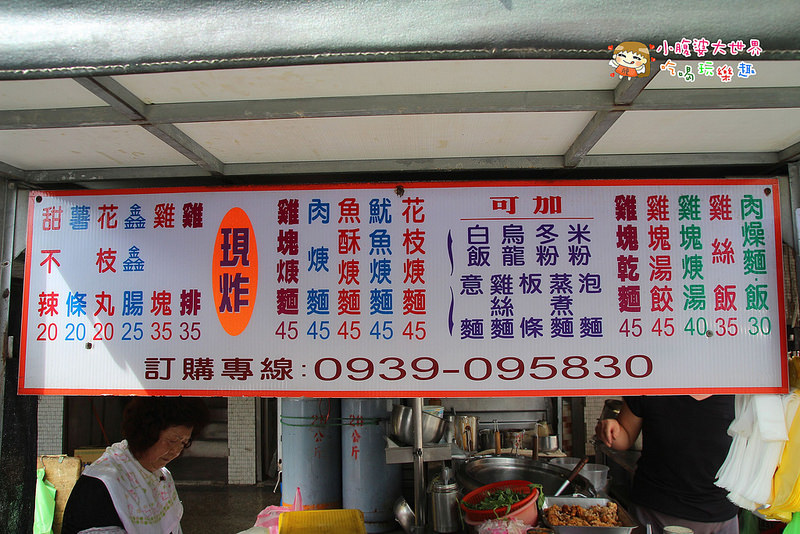 小腹婆大世界
吃喝玩樂趣
甜不辣 20
薯條 20
花枝丸 20
鑫鑫腸 25
雞塊 35
雞排 35
現炸
雞塊焿麵 45
肉焿麵 45
魚酥焿麵 45
魷魚焿麵 45
花枝焿麵 45
可加
白飯 烏龍 冬粉 米粉
意麵 雞絲麵 板條 蒸煮麵 泡麵
雞塊乾麵 45
雞塊湯餃 45
雞塊焿湯 40
雞絲飯 35
肉燥麵飯 30
訂購專線:0939-095830
20公斤